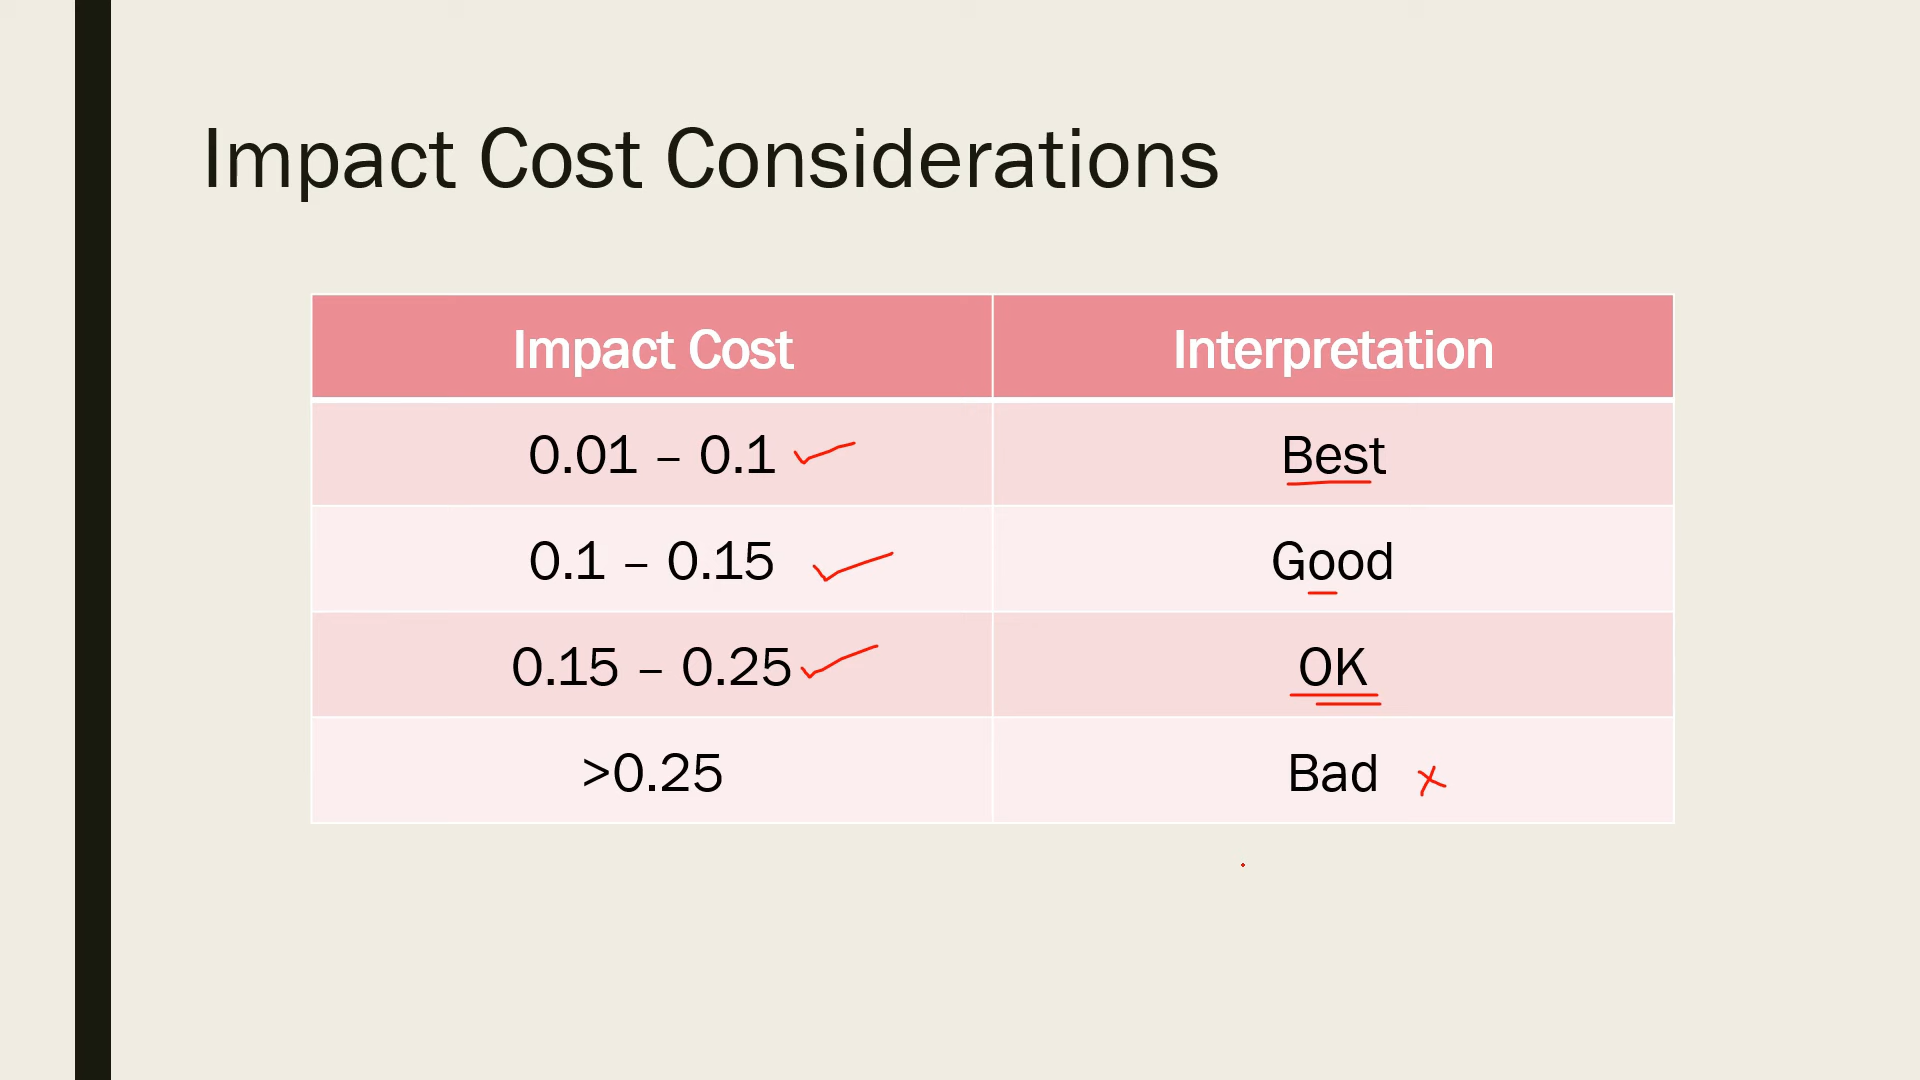 Impact Cost Considerations
Impact Cost Interpretation
0.01 – 0.1 Best
0.1 – 0.15 Good
0.15 – 0.25 OK
>0.25 Bad